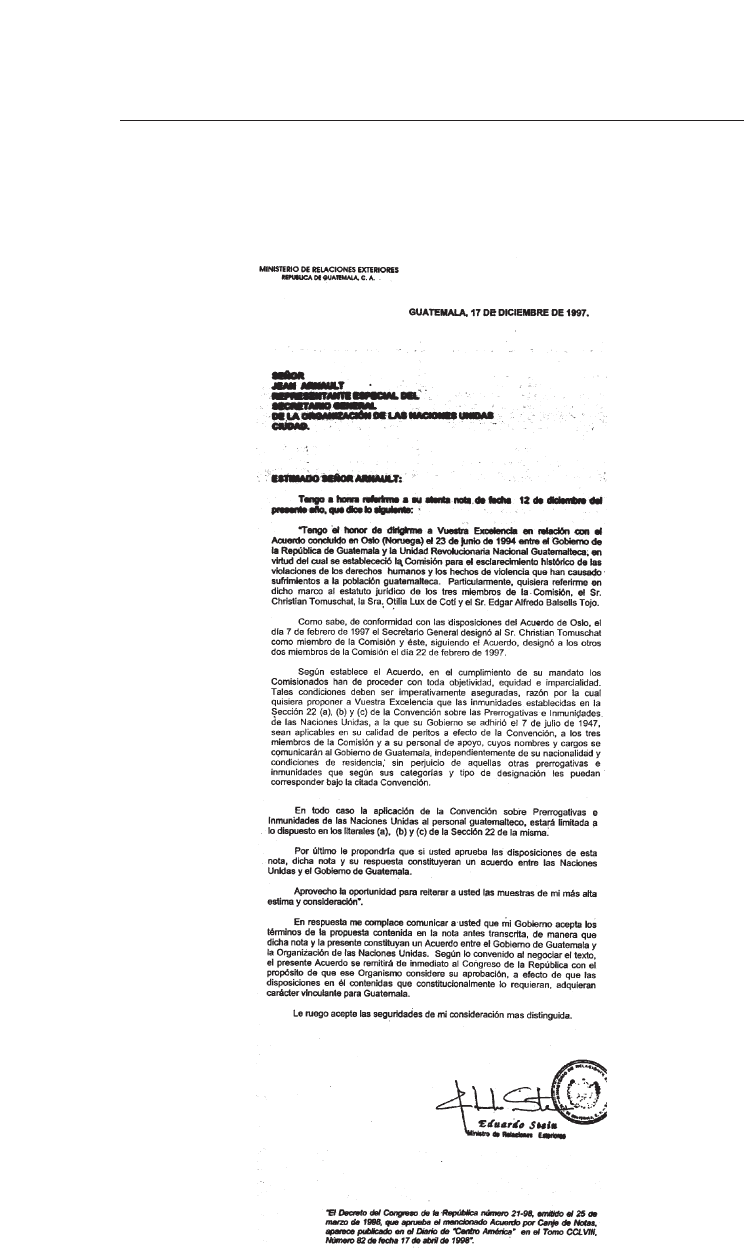 MINISTERIO DE RELACIONES EXTERIORES
REPUBLICA DE GUATEMALA, C. A.
GUATEMALA, 17 DE DICIEMBRE DE 1997.
SEÑOR
JEAN ARNAULT
REPRESENTANTE ESPECIAL DEL
SECRETARIO GENERAL
DE LA ORGANIZACIÓN DE LAS NACIONES UNIDAS
CIUDAD.
ESTIMADO SEÑOR ARNAULT:
Tengo a honra referirme a su atenta nota de fecha 12 de diciembre del
presente año, que dice lo siguiente:
"Tengo el honor de dirigirme a Vuestra Excelencia en relación con el
Acuerdo concluido en Oslo (Noruega) el 23 de junio de 1994 entre el Gobierno de
la República de Guatemala y la Unidad Revolucionaria Nacional Guatemalteca, en
virtud del cual se establececió la Comisión para el esclarecimiento histórico de las
violaciones de los derechos humanos y los hechos de violencia que han causado
sufrimientos a la población guatemalteca. Particularmente, quisiera referirme en
dicho marco al estatuto jurídico de los tres miembros de la Comisión, el Sr.
Christian Tomuschat, la Sra. Otilia Lux de Cotí y el Sr. Edgar Alfredo Balsells Tojo.
Como sabe, de conformidad con las disposiciones del Acuerdo de Oslo, el
día 7 de febrero de 1997 el Secretario General designó al Sr. Christian Tomuschat
como miembro de la Comisión y éste, siguiendo el Acuerdo, designó a los otros
dos miembros de la Comisión el día 22 de febrero de 1997.
Según establece el Acuerdo, en el cumplimiento de su mandato los
Comisionados han de proceder con toda objetividad, equidad e imparcialidad.
Tales condiciones deben ser imperativamente aseguradas, razón por la cual
quisiera proponer a Vuestra Excelencia que las inmunidades establecidas en la
Sección 22 (a), (b) y (c) de la Convención sobre las Prerrogativas e Inmunidades
de las Naciones Unidas, a la que su Gobierno se adhirió el 7 de julio de 1947,
sean aplicables en su calidad de peritos a efecto de la Convención, a los tres
miembros de la Comisión y a su personal de apoyo, cuyos nombres y cargos se
comunicarán al Gobierno de Guatemala, independientemente de su nacionalidad y
condiciones de residencia, sin perjuicio de aquellas otras prerrogativas e
inmunidades que según sus categorías y tipo de designación les puedan
corresponder bajo la citada Convención.
En todo caso la aplicación de la Convención sobre Prerrogativas e
Inmunidades de las Naciones Unidas al personal guatemalteco, estará limitada a
lo dispuesto en los literales (a), (b) y (c) de la Sección 22 de la misma.
Por último le propondría que si usted aprueba las disposiciones de esta
nota, dicha nota y su respuesta constituyeran un acuerdo entre las Naciones
Unidas y el Gobierno de Guatemala.
Aprovecho la oportunidad para reiterar a usted las muestras de mi más alta
estima y consideración".
En respuesta me complace comunicar a usted que mi Gobierno acepta los
términos de la propuesta contenida en la nota antes transcrita, de manera que
dicha nota y la presente constituyan un Acuerdo entre el Gobierno de Guatemala y
la Organización de las Naciones Unidas. Según lo convenido al negociar el texto,
el presente Acuerdo se remitirá de inmediato al Congreso de la República con el
propósito de que ese Organismo considere su aprobación, a efecto de que las
disposiciones en él contenidas que constitucionalmente lo requieran, adquieran
carácter vinculante para Guatemala.
Le ruego acepte las seguridades de mi consideración mas distinguida.
Eduardo Stein
Ministro de Relaciones Exteriores
"El Decreto del Congreso de la República número 21-98, emitido el 25 de
marzo de 1998, que aprueba el mencionado Acuerdo por Canje de Notas,
aparece publicado en el Diario de "Centro América" en el Tomo CCLVIII,
Número 82 de fecha 17 de abril de 1998".